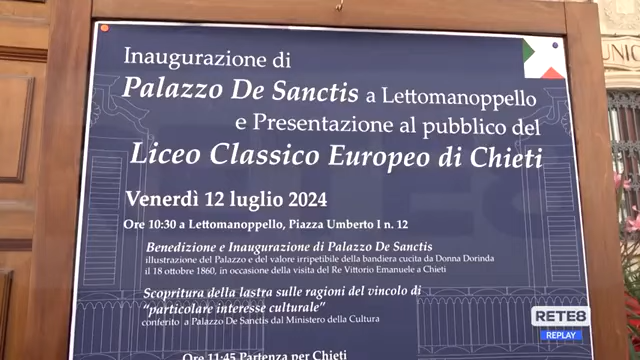 Inaugurazione di
Palazzo De Sanctis a Lettomanoppello
e Presentazione al pubblico del
Liceo Classico Europeo di Chieti
Venerdì 12 luglio 2024
Ore 10:30 a Lettomanoppello, Piazza Umberto I n. 12
Benedizione e Inaugurazione di Palazzo De Sanctis
illustrazione del Palazzo e del valore irripetibile della bandiera cucita da Donna Dorinda
il 18 ottobre 1860, in occasione della visita del Re Vittorio Emanuele a Chieti
Scopritura della lastra sulle ragioni del vincolo di
"particolare interesse culturale"
conferito a Palazzo De Sanctis dal Ministero della Cultura
Ore 11:45 Partenza per Chieti
RETE8
REPLAY